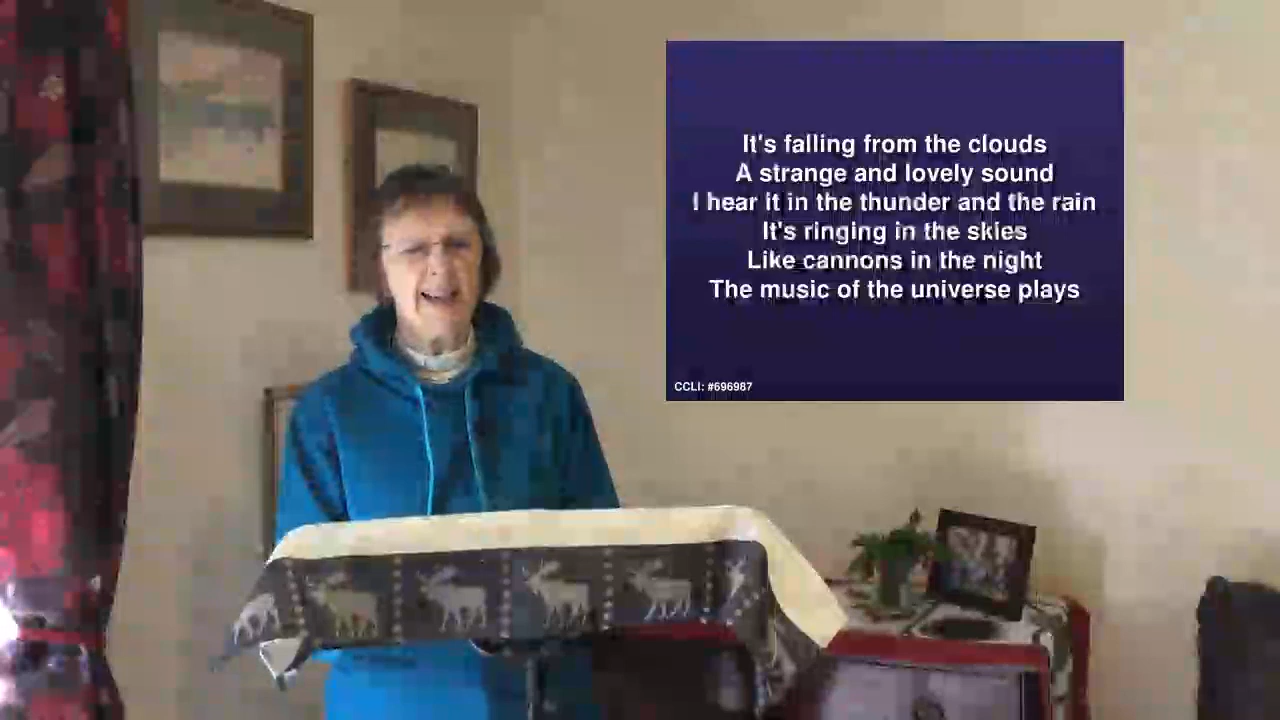 It's falling from the clouds
A strange and lovely sound
I hear it in the thunder and the rain
It's ringing in the skies
Like cannons in the night
The music of the universe plays
CCLI: #696987